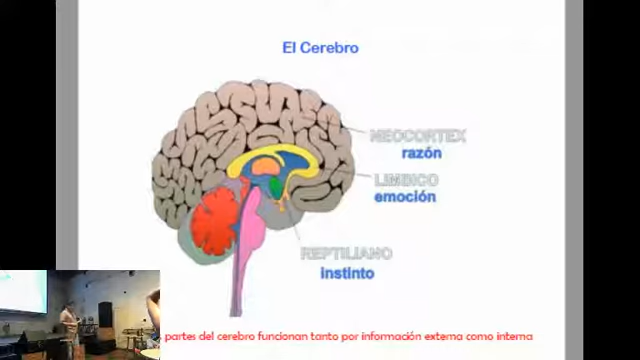 El Cerebro
NEOCORTEX
razón
LIMBICO
emoción
REPTILIANO
instinto
partes del cerebro funcionan tanto por información externa como interna